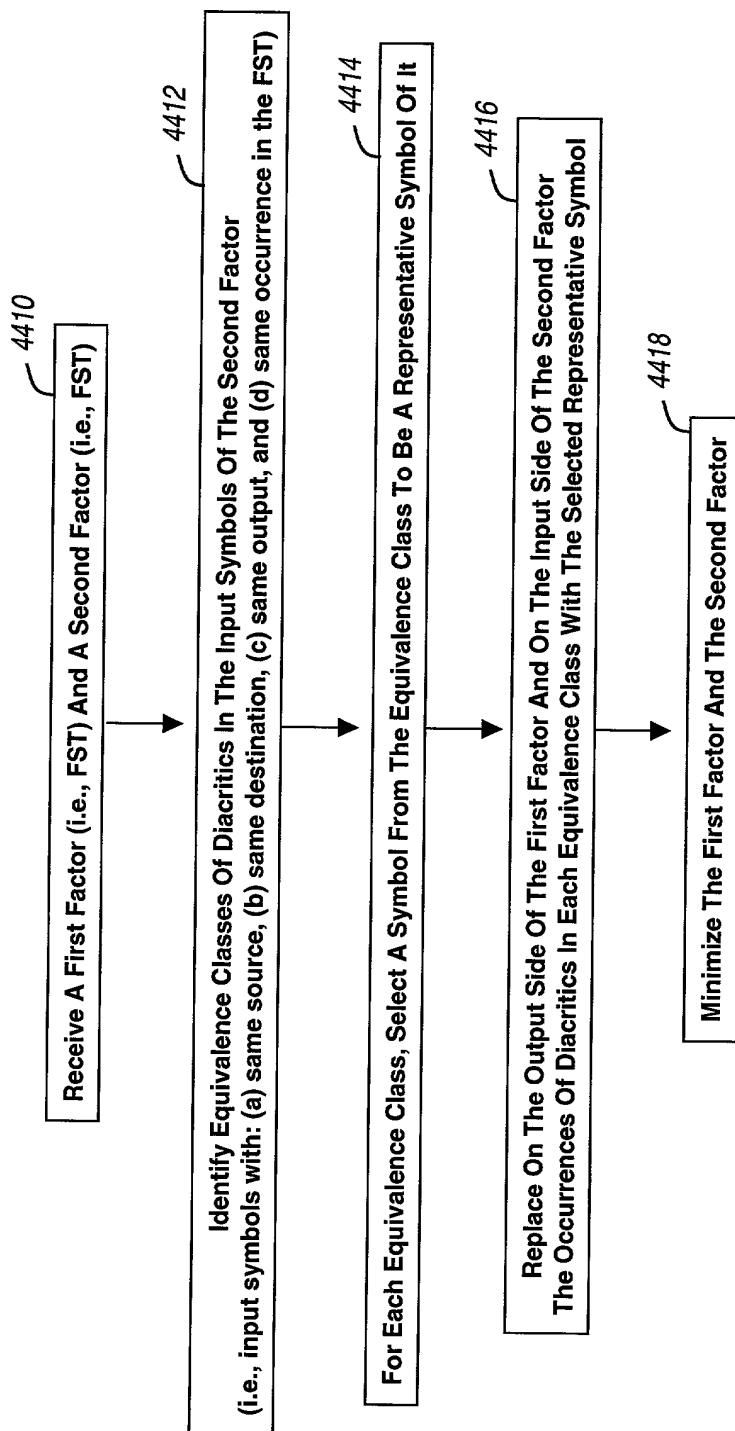 4410
Receive A First Factor (i.e., FST) And A Second Factor (i.e., FST)
4412
Identify Equivalence Classes Of Diacritics In The Input Symbols Of The Second Factor
(i.e., input symbols with: (a) same source, (b) same destination, (c) same output, and (d) same occurrence in the FST)
4414
For Each Equivalence Class, Select A Symbol From The Equivalence Class To Be A Representative Symbol Of It
4416
Replace On The Output Side Of The First Factor And On The Input Side Of The Second Factor
The Occurrences Of Diacritics In Each Equivalence Class With The Selected Representative Symbol
4418
Minimize The First Factor And The Second Factor